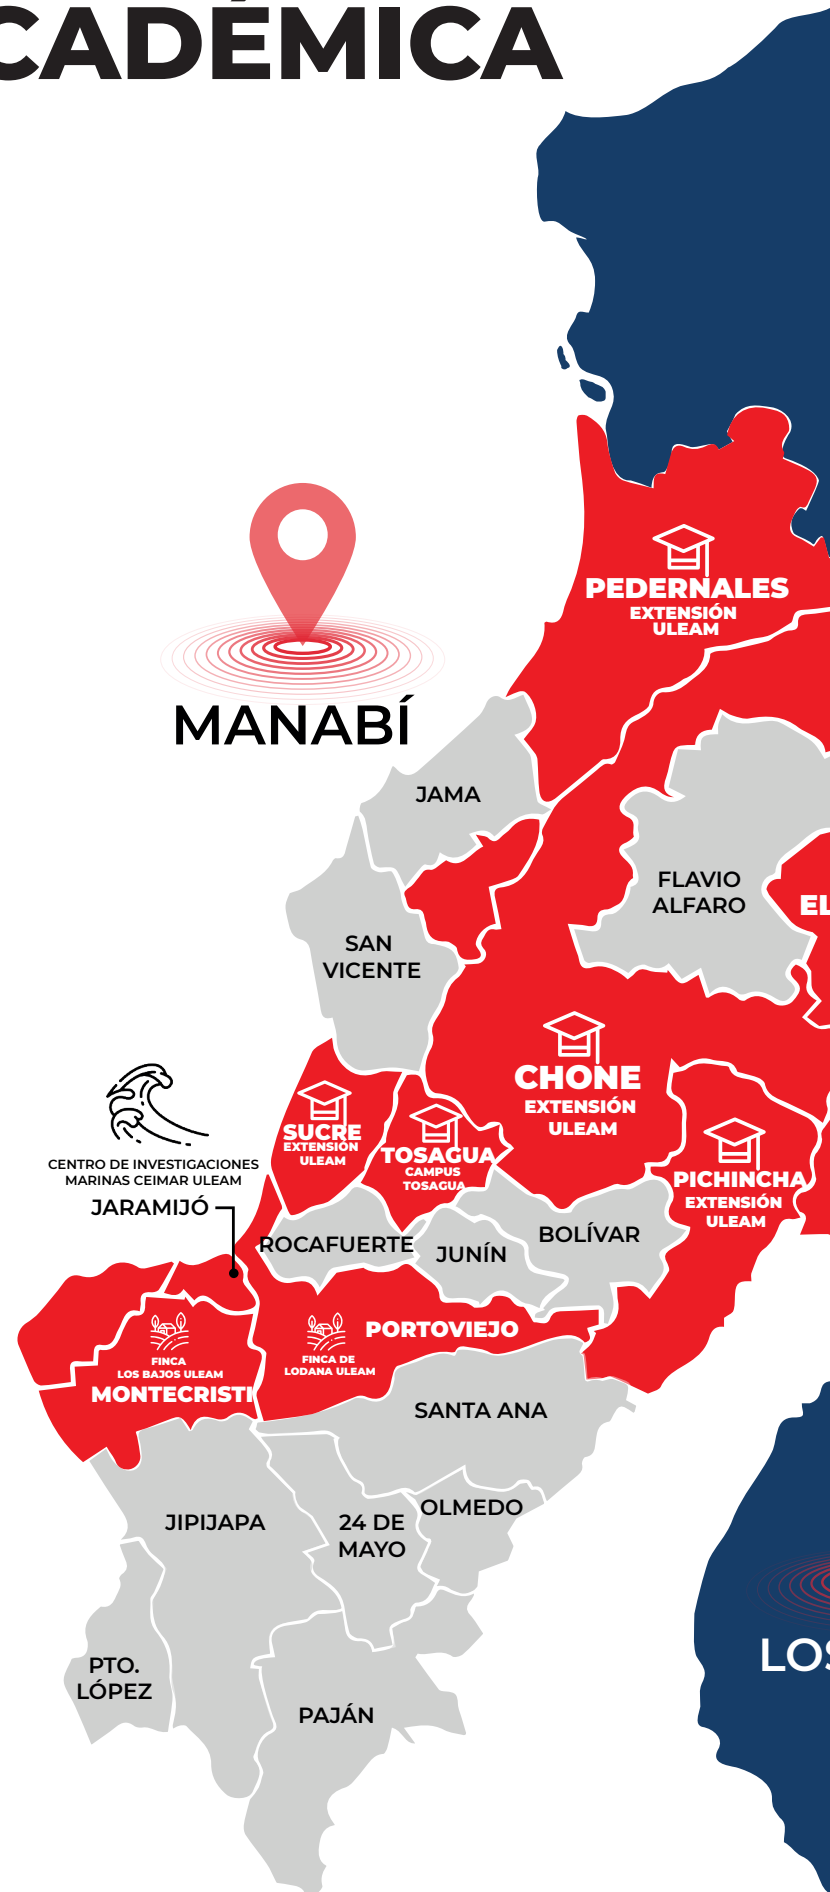 CADÉMICA
PEDERNALES
EXTENSIÓN
ULEAM
MANABÍ
JAMA
FLAVIO
ALFARO
EL
SAN
VICENTE
CHONE
EXTENSIÓN
ULEAM
SUCRE
EXTENSIÓN
ULEAM
TOSAGUA
CAMPUS
TOSAGUA
PICHINCHA
EXTENSIÓN
ULEAM
CENTRO DE INVESTIGACIONES
MARINAS CEIMAR ULEAM
JARAMIJÓ
ROCAFUERTE
JUNÍN
BOLÍVAR
FINCA
LOS BAJOS ULEAM
MONTECRISTI
PORTOVIEJO
FINCA DE
LODANA ULEAM
SANTA ANA
JIPIJAPA
24 DE
MAYO
OLMEDO
PTO.
LÓPEZ
PAJÁN
LOS